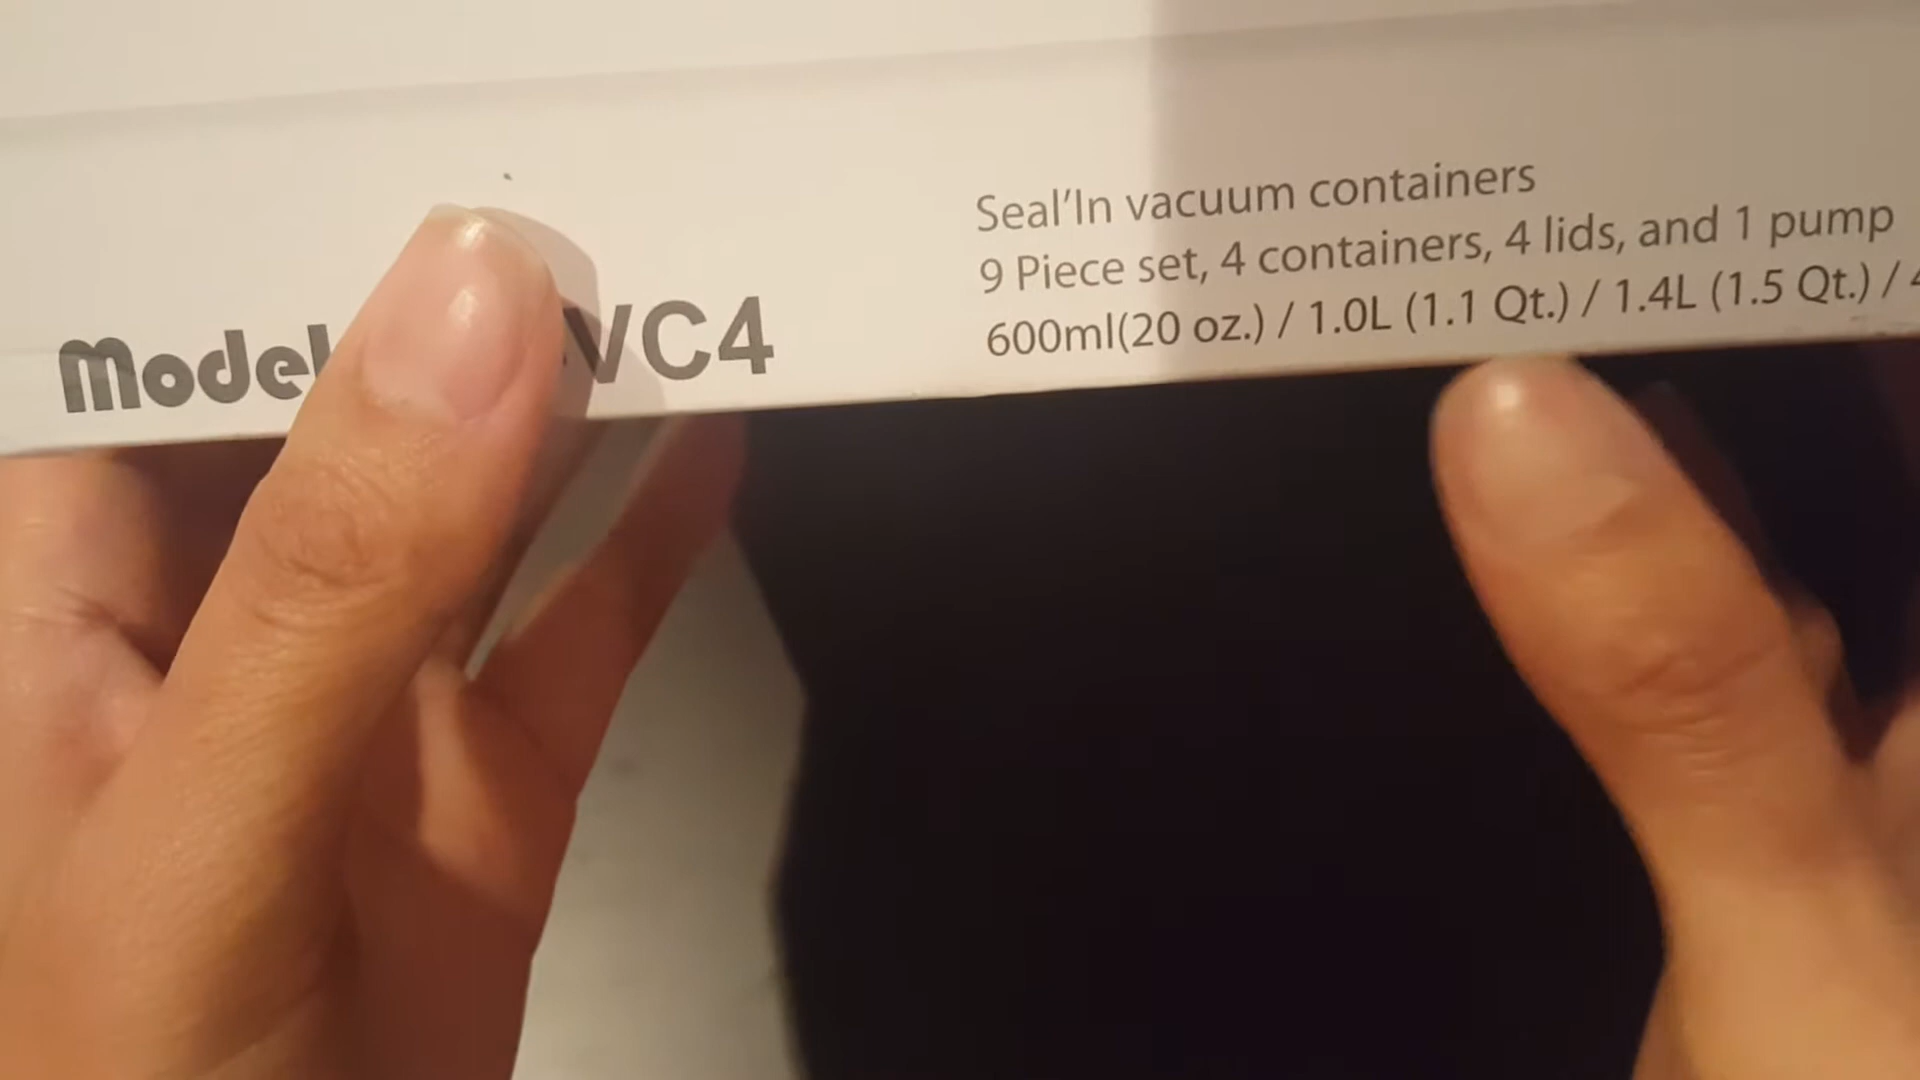 Model VC4
Seal'In vacuum containers
9 Piece set, 4 containers, 4 lids, and 1 pump
600ml(20 oz.) / 1.0L (1.1 Qt.) / 1.4L (1.5 Qt.) /